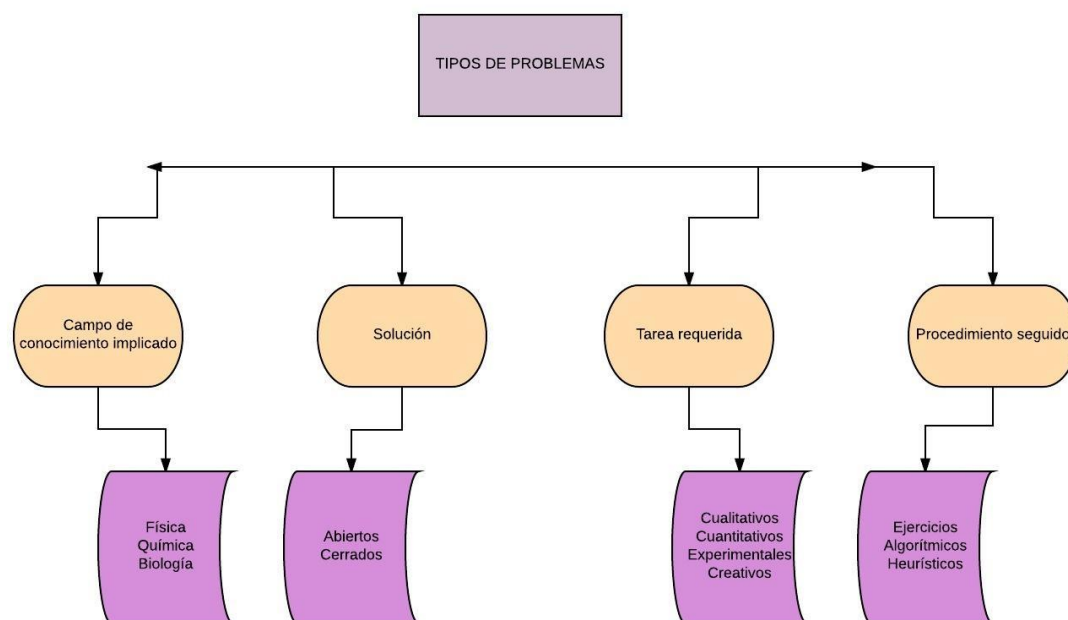 TIPOS DE PROBLEMAS
Campo de
conocimiento implicado
Solución
Tarea requerida
Procedimiento seguido
Física
Química
Biología
Abiertos
Cerrados
Cualitativos
Cuantitativos
Experimentales
Creativos
Ejercicios
Algorítmicos
Heurísticos